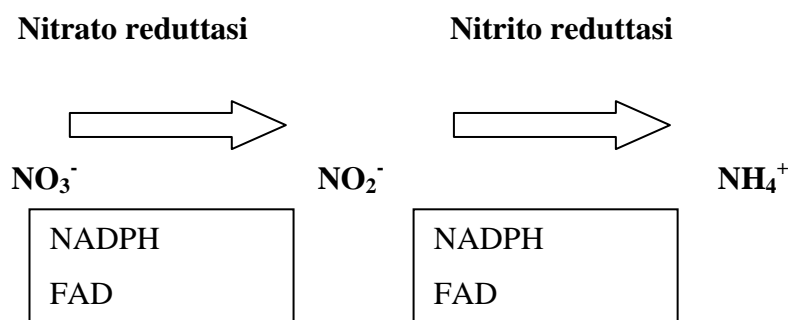 Nitrato reduttasi Nitrito reduttasi
NO₃⁻ NO₂⁻ NH₄⁺
NADPH NADPH
FAD FAD